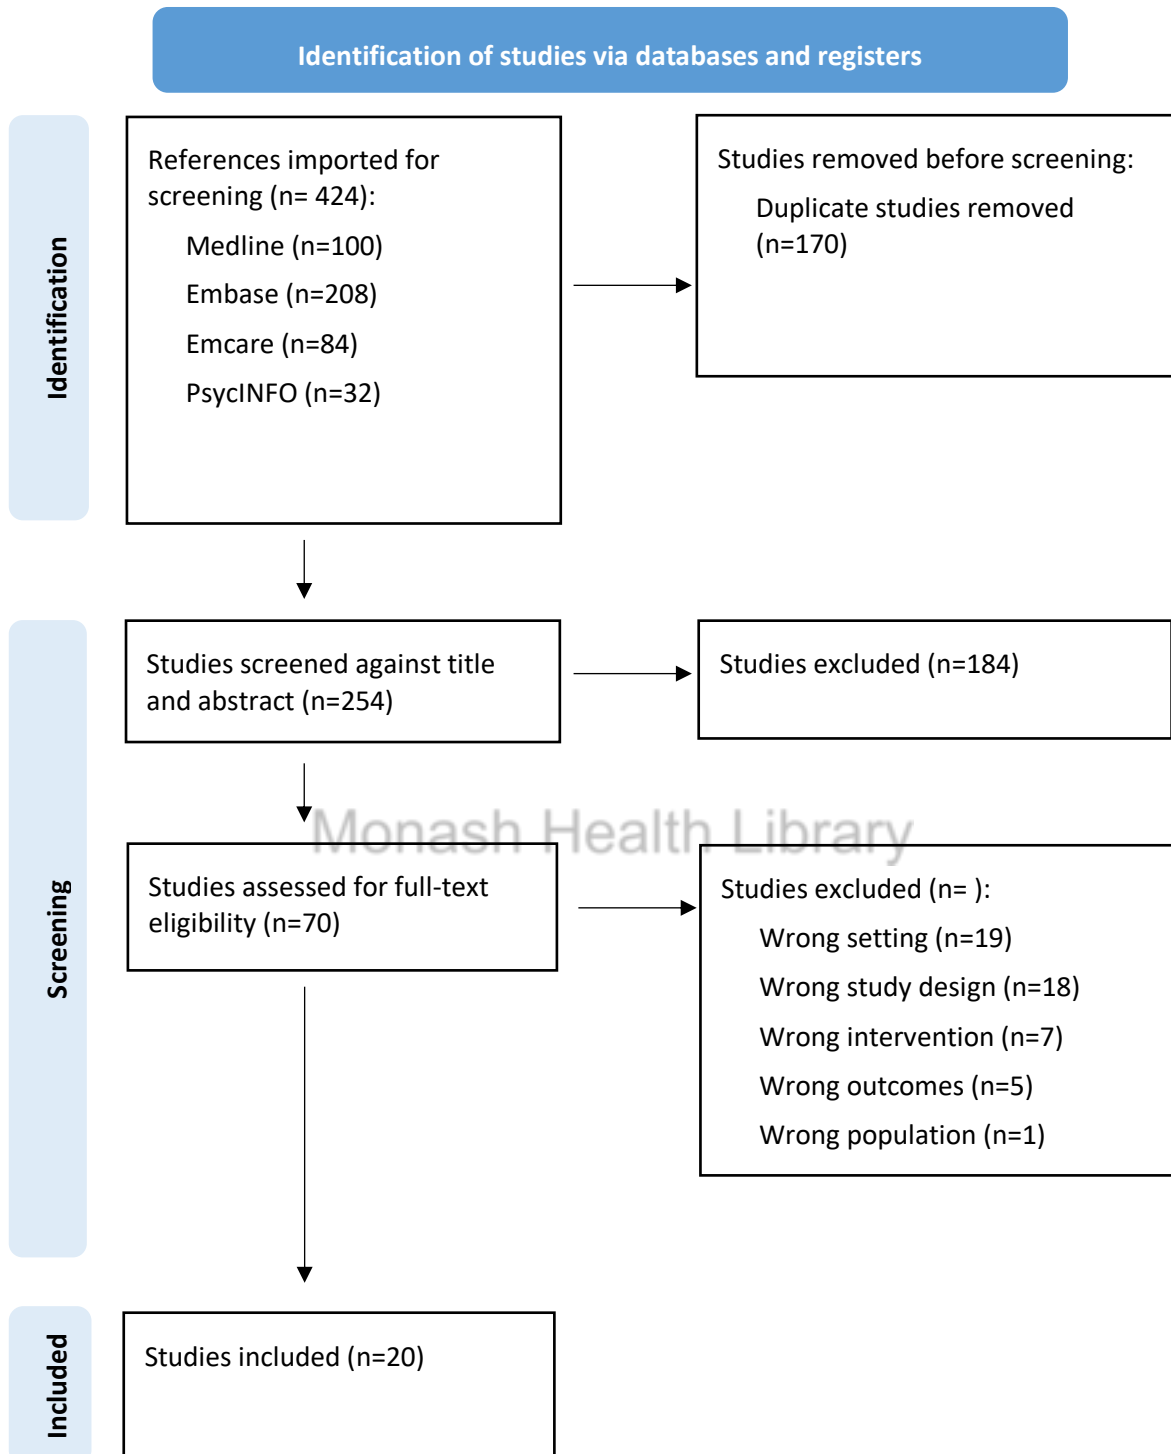 Identification of studies via databases and registers
Identification
References imported for
screening (n= 424):
Medline (n=100)
Embase (n=208)
Emcare (n=84)
PsycINFO (n=32)
Studies removed before screening:
Duplicate studies removed
(n=170)
Screening
Studies screened against title
and abstract (n=254)
Studies excluded (n=184)
Monash Health Library
Studies assessed for full-text
eligibility (n=70)
Studies excluded (n= ):
Wrong setting (n=19)
Wrong study design (n=18)
Wrong intervention (n=7)
Wrong outcomes (n=5)
Wrong population (n=1)
Included
Studies included (n=20)